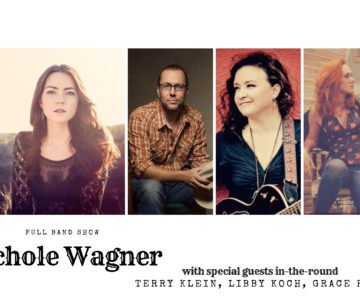 FULL BAND SHOW
chole Wagner
with special guests in-the-round
TERRY KLEIN, LIBBY KOCH, GRACE